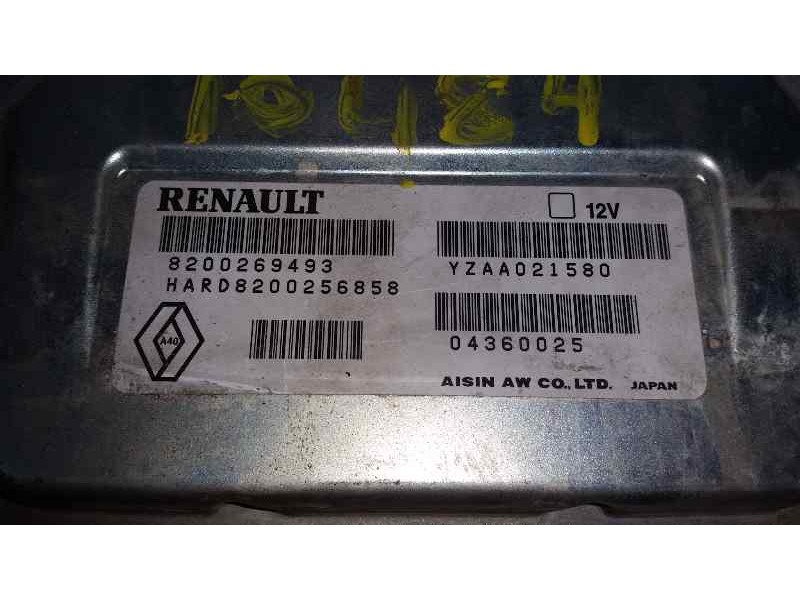 RENAULT
12V
8200269493
YZAA021580
HARD8200256858
A40
04360025
AISIN AW CO., LTD. JAPAN